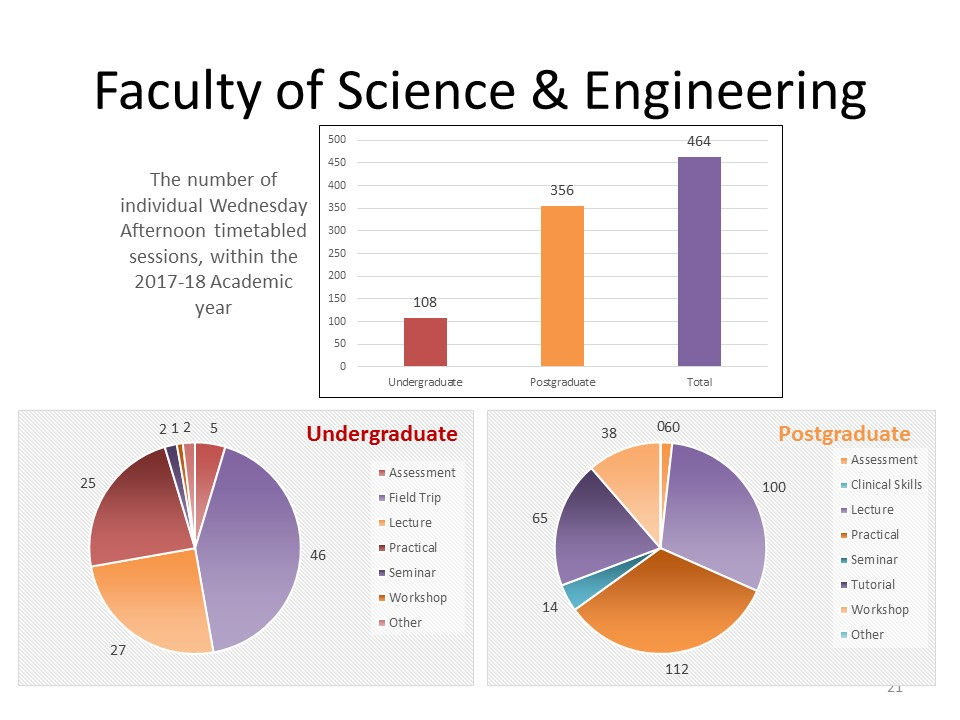 Faculty of Science & Engineering
The number of
individual Wednesday
Afternoon timetabled
sessions, within the
2017-18 Academic
year
500
450
400
350
300
250
200
150
100
50
0
108
356
464
Undergraduate
Postgraduate
Total
Undergraduate
2 1 2 5
25
46
27
Assessment
Field Trip
Lecture
Practical
Seminar
Workshop
Other
Postgraduate
38
060
100
65
14
112
Assessment
Clinical Skills
Lecture
Practical
Seminar
Tutorial
Workshop
Other
21